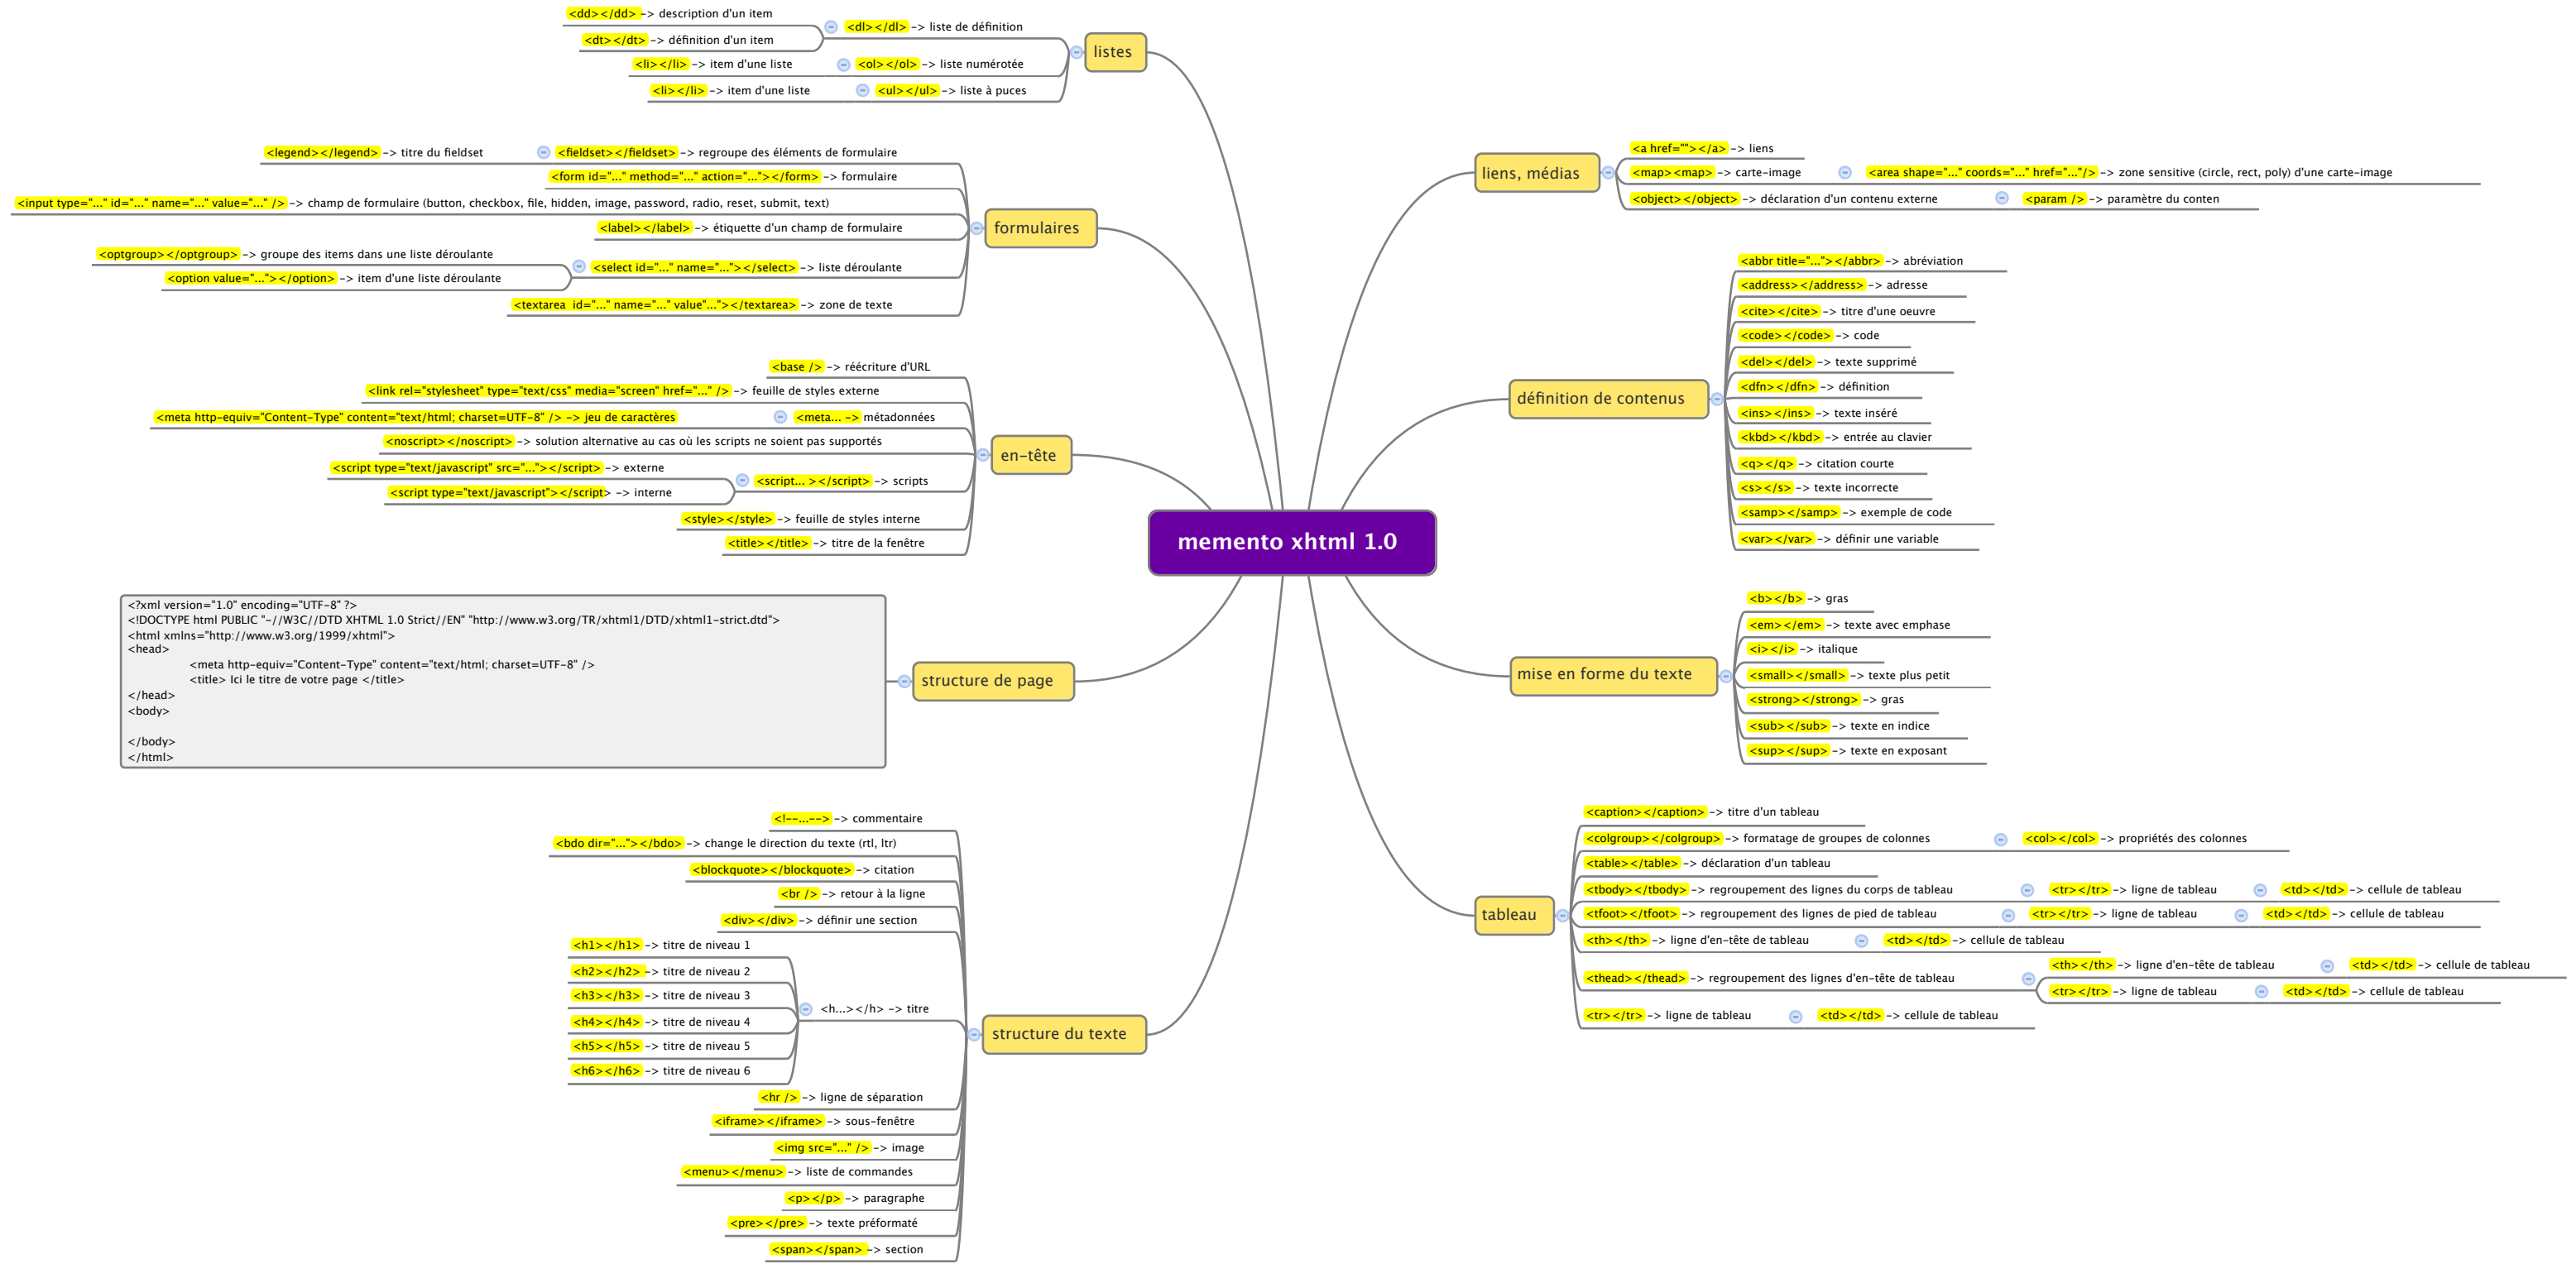 memento xhtml 1.0
listes
<dl></dl> -> liste de définition
<dd></dd> -> description d'un item
<dt></dt> -> définition d'un item
<ol></ol> -> liste numérotée
<li></li> -> item d'une liste
<ul></ul> -> liste à puces
<li></li> -> item d'une liste
formulaires
<fieldset></fieldset> -> regroupe des éléments de formulaire
<legend></legend> -> titre du fieldset
<form id="..." method="..." action="..."></form> -> formulaire
<input type="..." id="..." name="..." value="..." /> -> champ de formulaire (button, checkbox, file, hidden, image, password, radio, reset, submit, text)
<label></label> -> étiquette d'un champ de formulaire
<select id="..." name="..."></select> -> liste déroulante
<optgroup></optgroup> -> groupe des items dans une liste déroulante
<option value="..."></option> -> item d'une liste déroulante
<textarea  id="..." name="..." value"..."></textarea> -> zone de texte
en-tête
<base /> -> réécriture d'URL
<link rel="stylesheet" type="text/css" media="screen" href="..." /> -> feuille de styles externe
<meta... -> métadonnées
<meta http-equiv="Content-Type" content="text/html; charset=UTF-8" /> -> jeu de caractères
<noscript></noscript> -> solution alternative au cas où les scripts ne soient pas supportés
<script... ></script> -> scripts
<script type="text/javascript" src="..."></script> -> externe
<script type="text/javascript"></script> -> interne
<style></style> -> feuille de styles interne
<title></title> -> titre de la fenêtre
structure de page
<?xml version="1.0" encoding="UTF-8" ?>
<!DOCTYPE html PUBLIC "-//W3C//DTD XHTML 1.0 Strict//EN" "http://www.w3.org/TR/xhtml1/DTD/xhtml1-strict.dtd">
<html xmlns="http://www.w3.org/1999/xhtml">
<head>
<meta http-equiv="Content-Type" content="text/html; charset=UTF-8" />
<title> Ici le titre de votre page </title>
</head>
<body>
</body>
</html>
structure du texte
<!--...--> -> commentaire
<bdo dir="..."></bdo> -> change le direction du texte (rtl, ltr)
<blockquote></blockquote> -> citation
<br /> -> retour à la ligne
<div></div> -> définir une section
<h...></h> -> titre
<h1></h1> -> titre de niveau 1
<h2></h2> -> titre de niveau 2
<h3></h3> -> titre de niveau 3
<h4></h4> -> titre de niveau 4
<h5></h5> -> titre de niveau 5
<h6></h6> -> titre de niveau 6
<hr /> -> ligne de séparation
<iframe></iframe> -> sous-fenêtre
<img src="..." /> -> image
<menu></menu> -> liste de commandes
<p></p> -> paragraphe
<pre></pre> -> texte préformaté
<span></span> -> section
liens, médias
<a href=""></a> -> liens
<map><map> -> carte-image
<area shape="..." coords="..." href="..."/> -> zone sensitive (circle, rect, poly) d'une carte-image
<object></object> -> déclaration d'un contenu externe
<param /> -> paramètre du conten
définition de contenus
<abbr title="..."></abbr> -> abréviation
<address></address> -> adresse
<cite></cite> -> titre d'une oeuvre
<code></code> -> code
<del></del> -> texte supprimé
<dfn></dfn> -> définition
<ins></ins> -> texte inséré
<kbd></kbd> -> entrée au clavier
<q></q> -> citation courte
<s></s> -> texte incorrecte
<samp></samp> -> exemple de code
<var></var> -> définir une variable
mise en forme du texte
<b></b> -> gras
<em></em> -> texte avec emphase
<i></i> -> italique
<small></small> -> texte plus petit
<strong></strong> -> gras
<sub></sub> -> texte en indice
<sup></sup> -> texte en exposant
tableau
<caption></caption> -> titre d'un tableau
<colgroup></colgroup> -> formatage de groupes de colonnes
<col></col> -> propriétés des colonnes
<table></table> -> déclaration d'un tableau
<tbody></tbody> -> regroupement des lignes du corps de tableau
<tr></tr> -> ligne de tableau
<td></td> -> cellule de tableau
<tfoot></tfoot> -> regroupement des lignes de pied de tableau
<tr></tr> -> ligne de tableau
<td></td> -> cellule de tableau
<th></th> -> ligne d'en-tête de tableau
<td></td> -> cellule de tableau
<thead></thead> -> regroupement des lignes d'en-tête de tableau
<th></th> -> ligne d'en-tête de tableau
<td></td> -> cellule de tableau
<tr></tr> -> ligne de tableau
<td></td> -> cellule de tableau
<tr></tr> -> ligne de tableau
<td></td> -> cellule de tableau